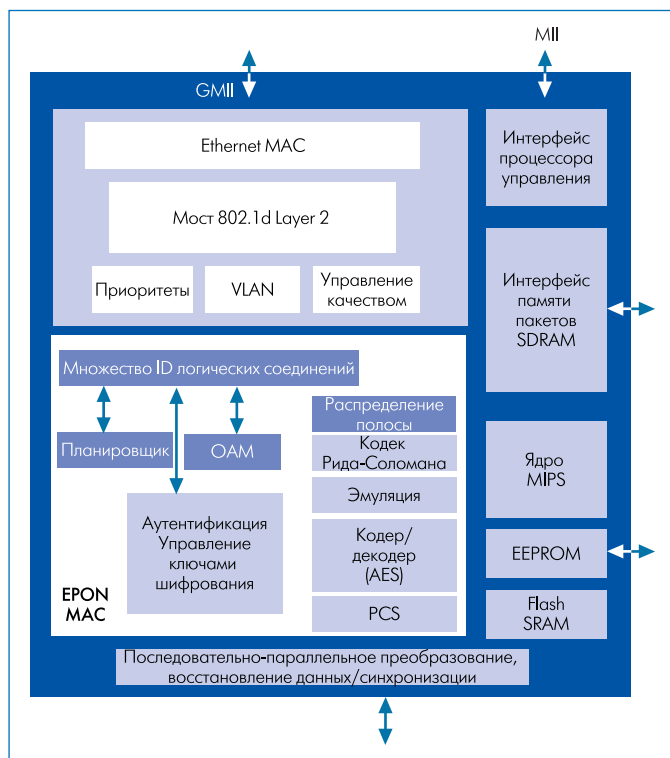 MII
GMII
Ethernet MAC
Мост 802.1d Layer 2
Приоритеты
VLAN
Управление
качеством
Интерфейс
процессора
управления
Интерфейс
памяти
пакетов
SDRAM
Множество ID логических соединений
Планировщик
OAM
Аутентификация
Управление
ключами
шифрования
EPON
MAC
Распределение
полосы
Кодек
Рида-Соломана
Эмуляция
Кодер/
декодер
(AES)
PCS
Ядро
MIPS
EEPROM
Flash
SRAM
Последовательно-параллельное преобразование,
восстановление данных/синхронизации